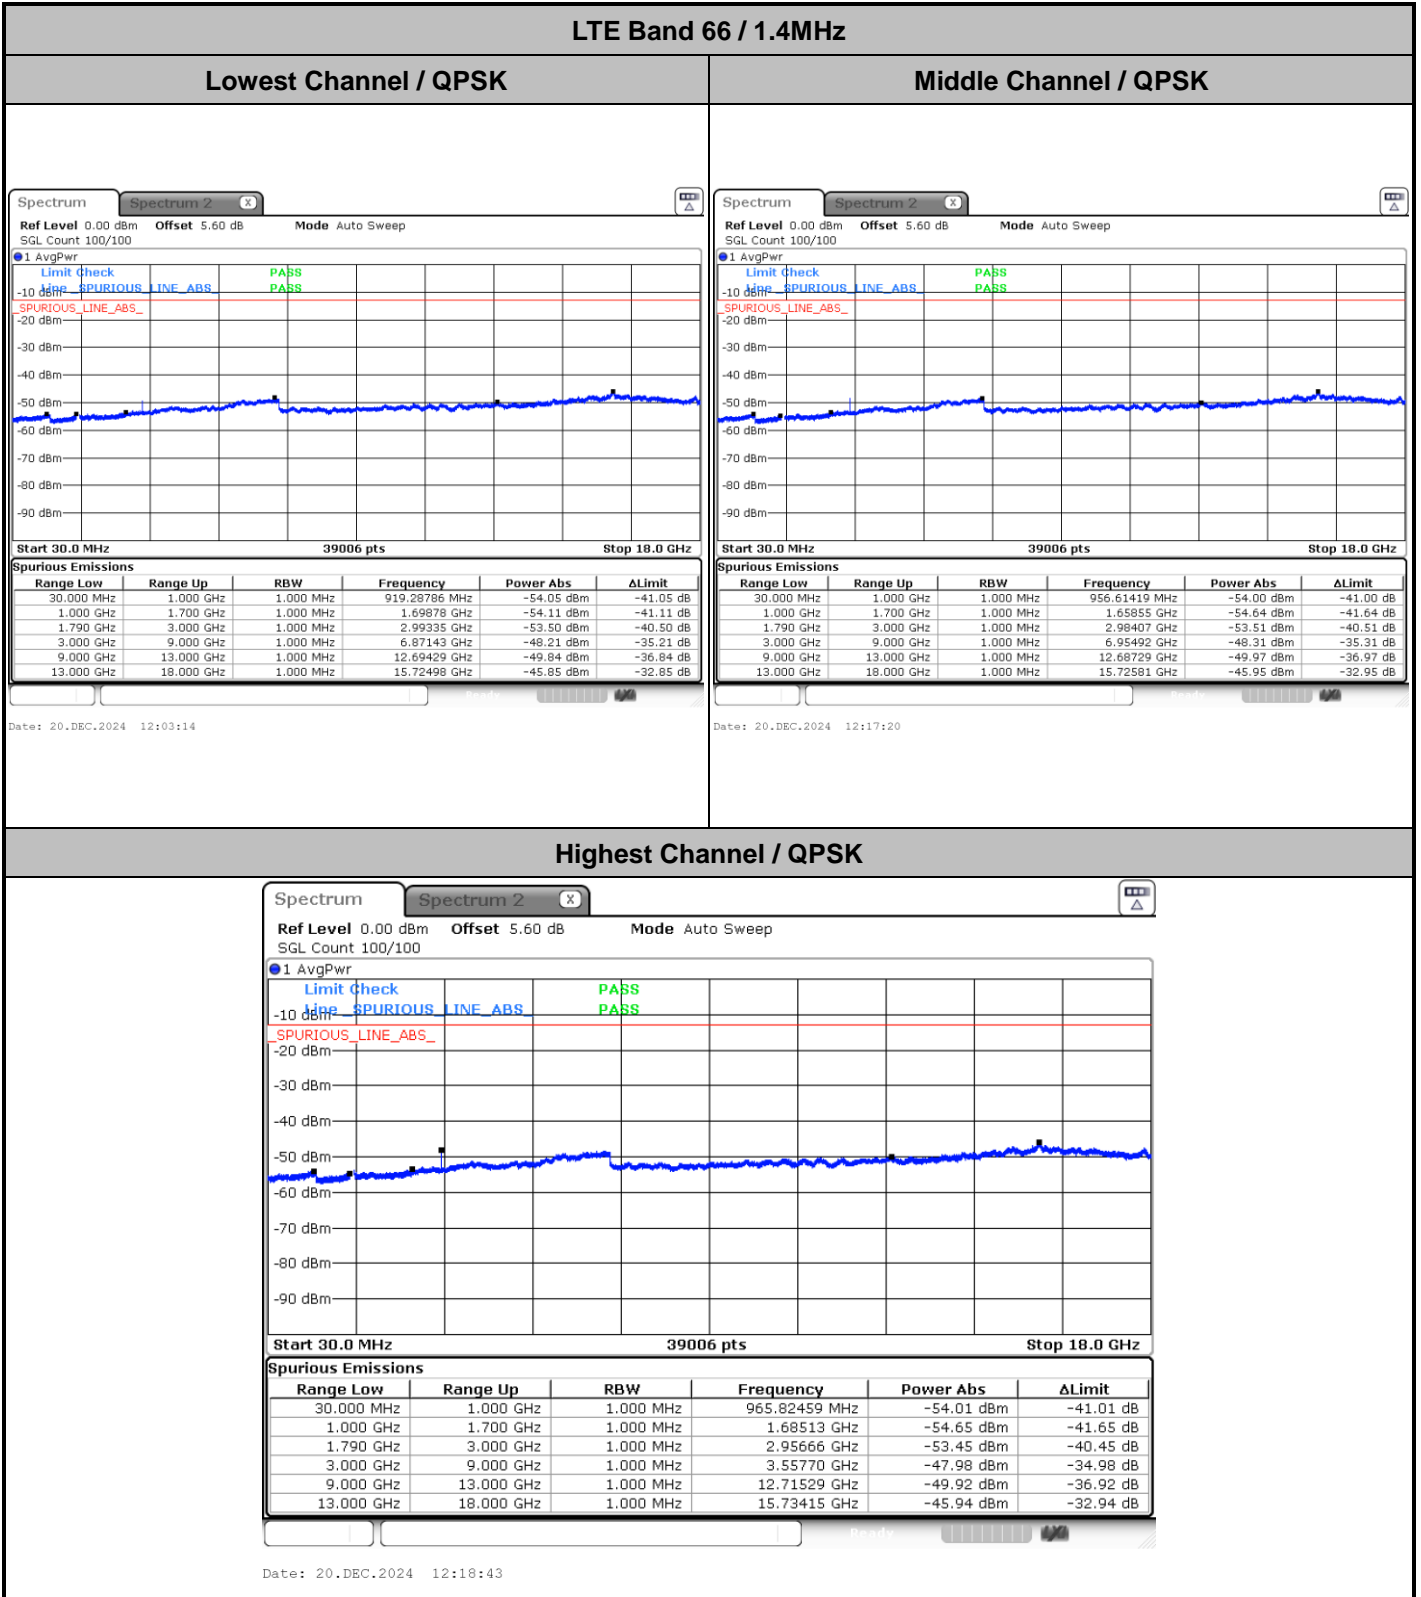 LTE Band 66 / 1.4MHz
Lowest Channel / QPSK
Middle Channel / QPSK
Spectrum Spectrum 2 X
Ref Level 0.00 dBm Offset 5.60 dB Mode Auto Sweep
SGL Count 100/100
1 AvgPwr
Limit Check PASS
-10 dBm Line _SPURIOUS_LINE_ABS_ PASS
_SPURIOUS_LINE_ABS_
-20 dBm
-30 dBm
-40 dBm
-50 dBm
-60 dBm
-70 dBm
-80 dBm
-90 dBm
Start 30.0 MHz 39006 pts Stop 18.0 GHz
Spurious Emissions
Range Low Range Up RBW Frequency Power Abs ΔLimit
30.000 MHz 1.000 GHz 1.000 MHz 919.28786 MHz -54.05 dBm -41.05 dB
1.000 GHz 1.700 GHz 1.000 MHz 1.69878 GHz -54.11 dBm -41.11 dB
1.790 GHz 3.000 GHz 1.000 MHz 2.99335 GHz -53.50 dBm -40.50 dB
3.000 GHz 9.000 GHz 1.000 MHz 6.87143 GHz -48.21 dBm -35.21 dB
9.000 GHz 13.000 GHz 1.000 MHz 12.69429 GHz -49.84 dBm -36.84 dB
13.000 GHz 18.000 GHz 1.000 MHz 15.72498 GHz -45.85 dBm -32.85 dB
Ready
Date: 20.DEC.2024 12:03:14
Spectrum Spectrum 2 X
Ref Level 0.00 dBm Offset 5.60 dB Mode Auto Sweep
SGL Count 100/100
1 AvgPwr
Limit Check PASS
-10 dBm Line _SPURIOUS_LINE_ABS_ PASS
_SPURIOUS_LINE_ABS_
-20 dBm
-30 dBm
-40 dBm
-50 dBm
-60 dBm
-70 dBm
-80 dBm
-90 dBm
Start 30.0 MHz 39006 pts Stop 18.0 GHz
Spurious Emissions
Range Low Range Up RBW Frequency Power Abs ΔLimit
30.000 MHz 1.000 GHz 1.000 MHz 956.61419 MHz -54.00 dBm -41.00 dB
1.000 GHz 1.700 GHz 1.000 MHz 1.65855 GHz -54.64 dBm -41.64 dB
1.790 GHz 3.000 GHz 1.000 MHz 2.98407 GHz -53.51 dBm -40.51 dB
3.000 GHz 9.000 GHz 1.000 MHz 6.95492 GHz -48.31 dBm -35.31 dB
9.000 GHz 13.000 GHz 1.000 MHz 12.68729 GHz -49.97 dBm -36.97 dB
13.000 GHz 18.000 GHz 1.000 MHz 15.72581 GHz -45.95 dBm -32.95 dB
Ready
Date: 20.DEC.2024 12:17:20
Highest Channel / QPSK
Spectrum Spectrum 2 X
Ref Level 0.00 dBm Offset 5.60 dB Mode Auto Sweep
SGL Count 100/100
1 AvgPwr
Limit Check PASS
-10 dBm Line _SPURIOUS_LINE_ABS_ PASS
_SPURIOUS_LINE_ABS_
-20 dBm
-30 dBm
-40 dBm
-50 dBm
-60 dBm
-70 dBm
-80 dBm
-90 dBm
Start 30.0 MHz 39006 pts Stop 18.0 GHz
Spurious Emissions
Range Low Range Up RBW Frequency Power Abs ΔLimit
30.000 MHz 1.000 GHz 1.000 MHz 965.82459 MHz -54.01 dBm -41.01 dB
1.000 GHz 1.700 GHz 1.000 MHz 1.68513 GHz -54.65 dBm -41.65 dB
1.790 GHz 3.000 GHz 1.000 MHz 2.95666 GHz -53.45 dBm -40.45 dB
3.000 GHz 9.000 GHz 1.000 MHz 3.55770 GHz -47.98 dBm -34.98 dB
9.000 GHz 13.000 GHz 1.000 MHz 12.71529 GHz -49.92 dBm -36.92 dB
13.000 GHz 18.000 GHz 1.000 MHz 15.73415 GHz -45.94 dBm -32.94 dB
Ready
Date: 20.DEC.2024 12:18:43